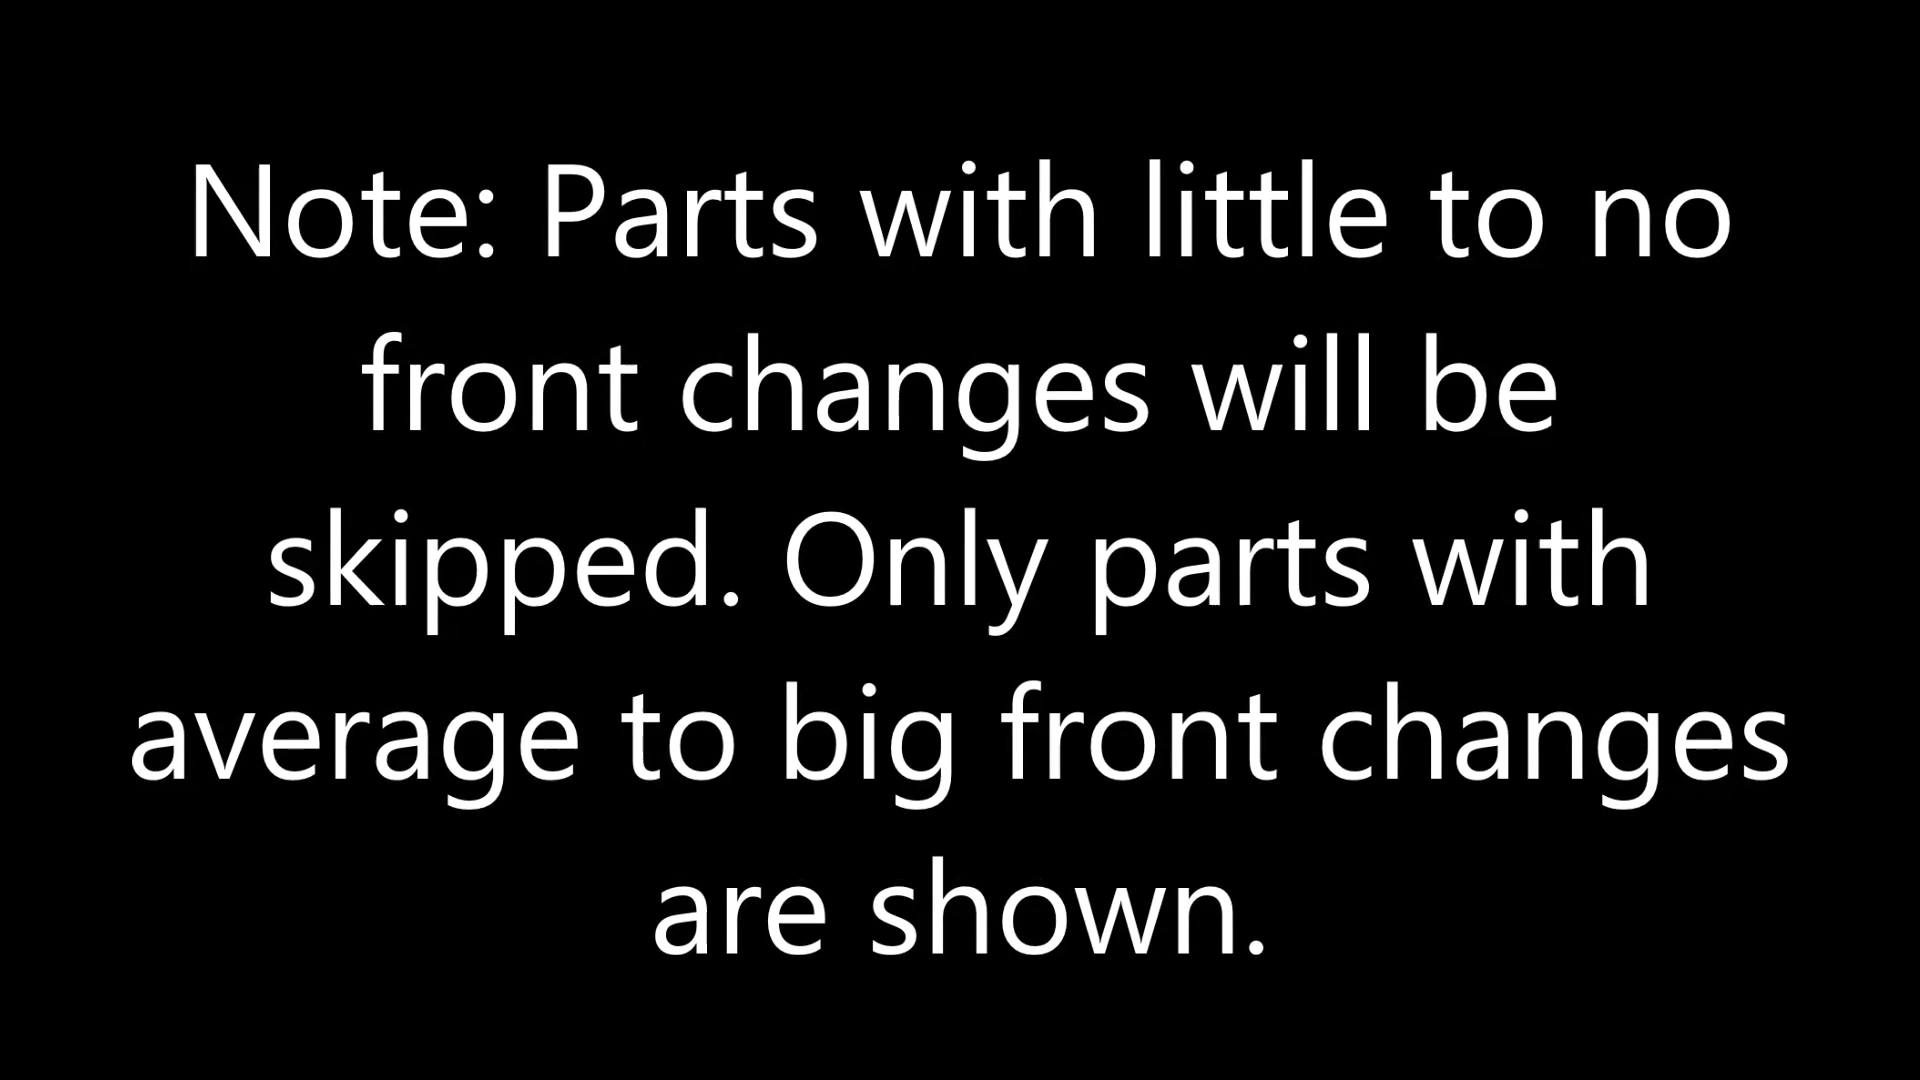 Note: Parts with little to no
front changes will be
skipped. Only parts with
average to big front changes
are shown.